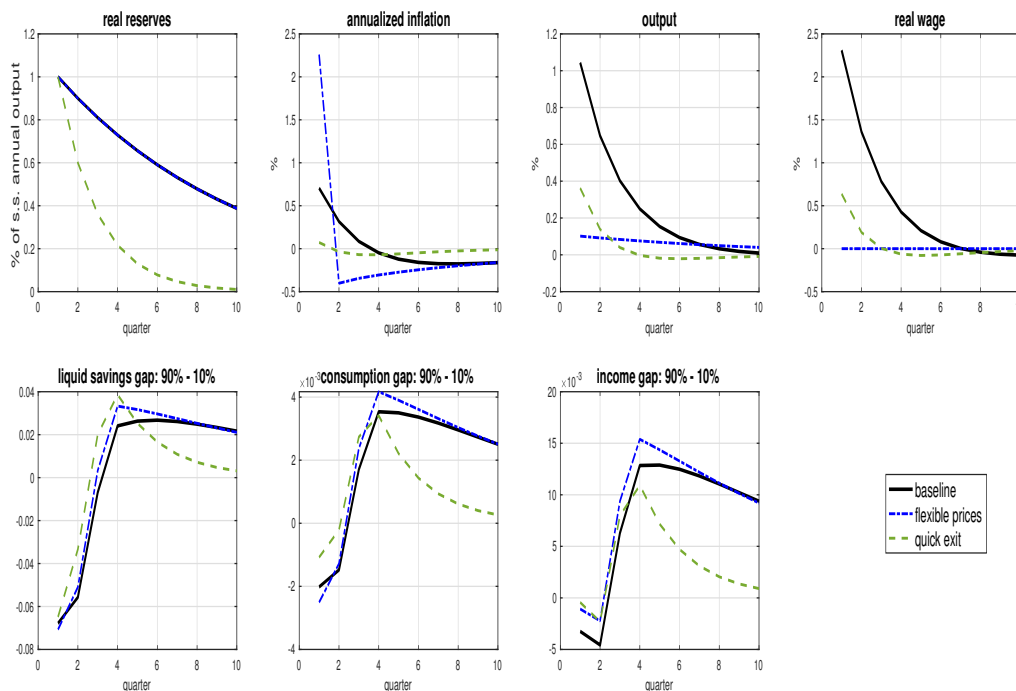 real reserves
% of s.s. annual output
1.2
1
0.8
0.6
0.4
0.2
0
0 2 4 6 8 10
quarter
annualized inflation
%
2.5
2
1.5
1
0.5
0
-0.5
0 2 4 6 8 10
quarter
output
%
1.2
1
0.8
0.6
0.4
0.2
0
-0.2
0 2 4 6 8 10
quarter
real wage
%
2.5
2
1.5
1
0.5
0
-0.5
0 2 4 6 8 10
quarter
liquid savings gap: 90% - 10%
0.04
0.02
0
-0.02
-0.04
-0.06
-0.08
0 2 4 6 8 10
quarter
×10-3
consumption gap: 90% - 10%
4
2
0
-2
-4
0 2 4 6 8 10
quarter
×10-3
income gap: 90% - 10%
20
15
10
5
0
-5
0 2 4 6 8 10
quarter
baseline
flexible prices
quick exit